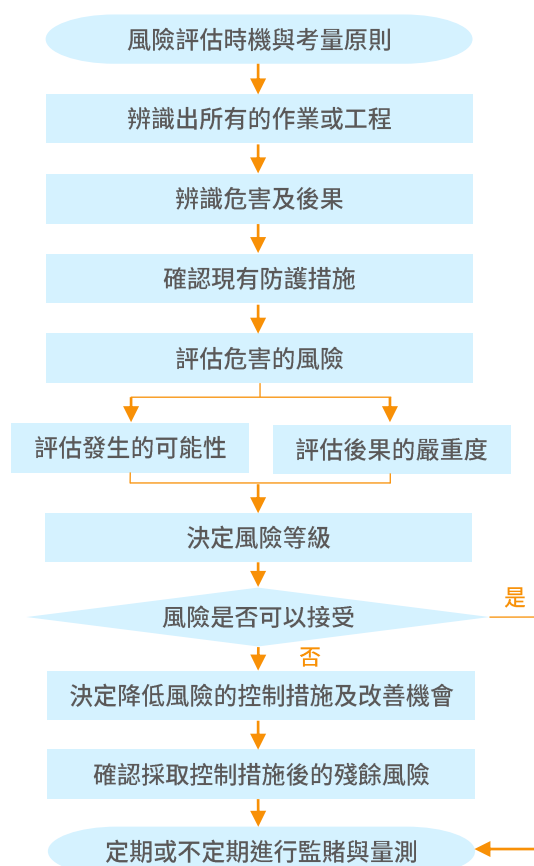 風險評估時機與考量原則
辨識出所有的作業或工程
辨識危害及後果
確認現有防護措施
評估危害的風險
評估發生的可能性
評估後果的嚴重度
決定風險等級
風險是否可以接受
是
否
決定降低風險的控制措施及改善機會
確認採取控制措施後的殘餘風險
定期或不定期進行監賭與量測